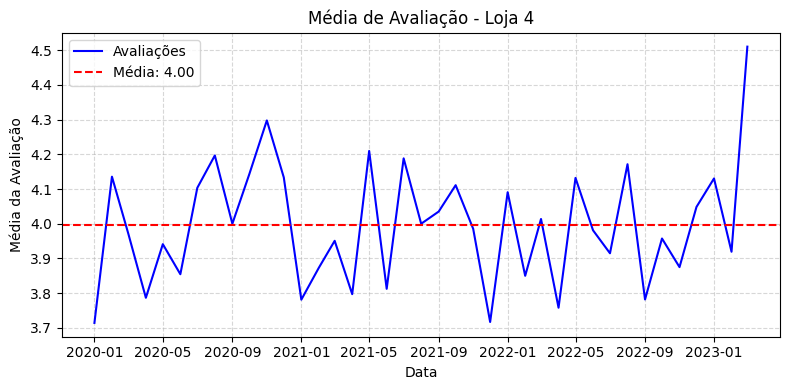 Média de Avaliação - Loja 4
Avaliações
Média: 4.00
Média da Avaliação
4.5
4.4
4.3
4.2
4.1
4.0
3.9
3.8
3.7
2020-01 2020-05 2020-09 2021-01 2021-05 2021-09 2022-01 2022-05 2022-09 2023-01
Data